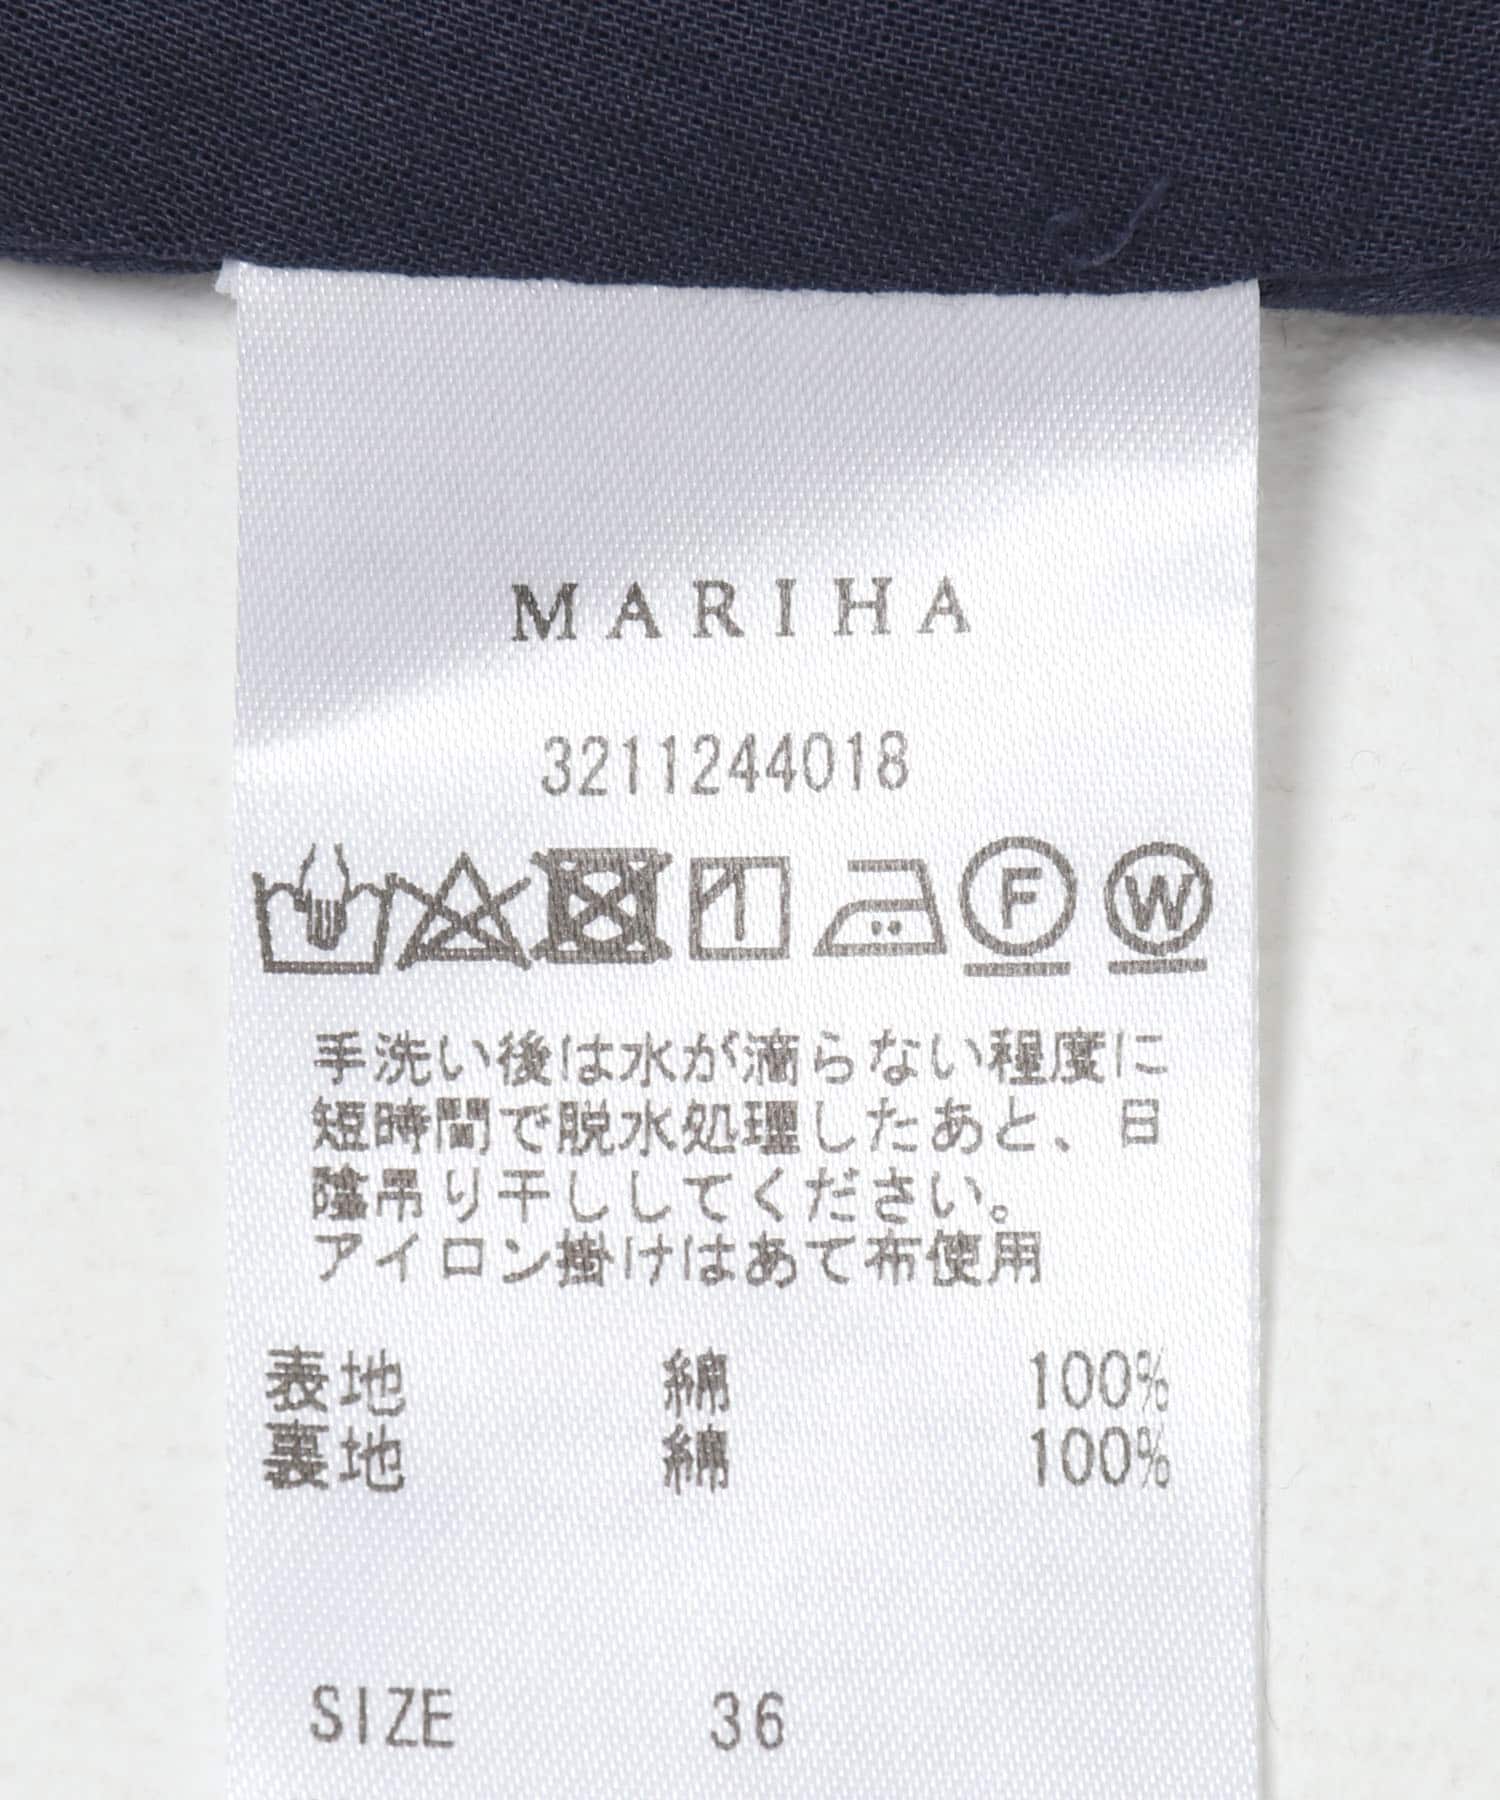 MARIHA
3211244018
F W
手洗い後は水が滴らない程度に
短時間で脱水処理したあと、日
陰吊り干ししてください。
アイロン掛けはあて布使用
表地 綿 100%
裏地 綿 100%
SIZE 36